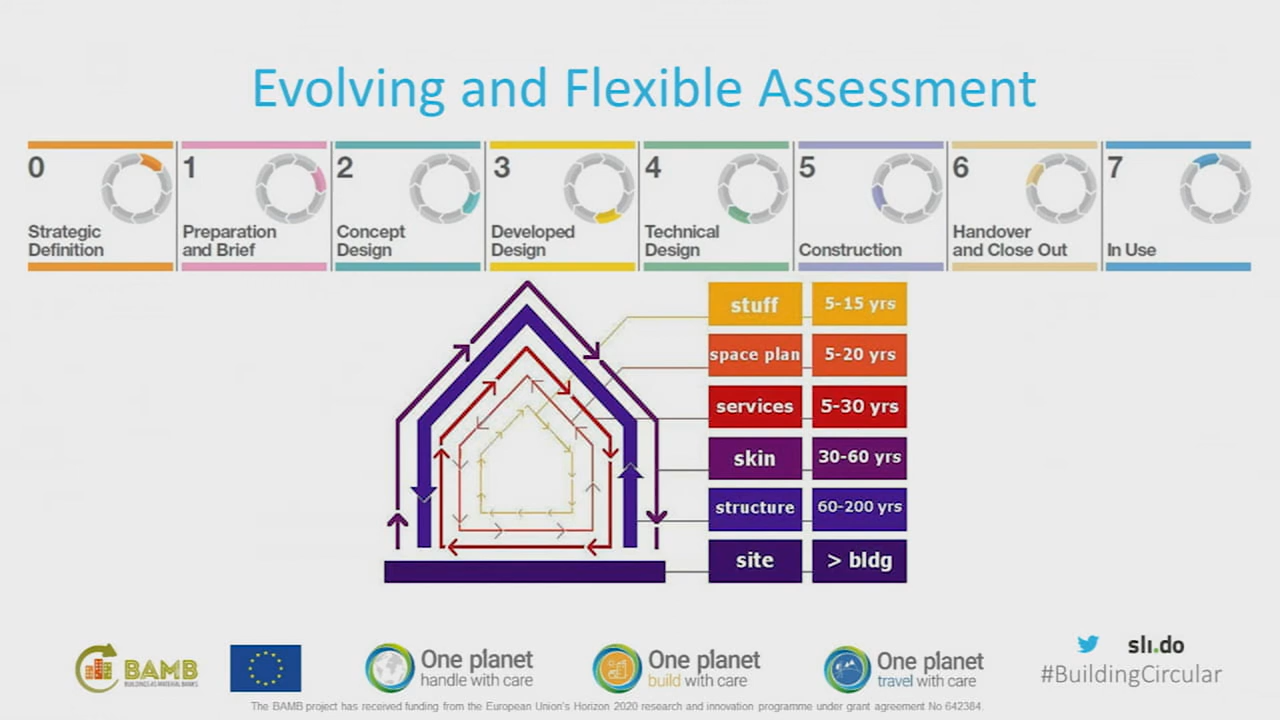 Evolving and Flexible Assessment
0
Strategic
Definition
1
Preparation
and Brief
2
Concept
Design
3
Developed
Design
4
Technical
Design
5
Construction
6
Handover
and Close Out
7
In Use
stuff 5-15 yrs
space plan 5-20 yrs
services 5-30 yrs
skin 30-60 yrs
structure 60-200 yrs
site > bldg
BAMB
BUILDINGS AS MATERIAL BANKS
One planet
handle with care
One planet
build with care
One planet
travel with care
sli.do
#BuildingCircular
The BAMB project has received funding from the European Union's Horizon 2020 research and innovation programme under grant agreement No 642384.